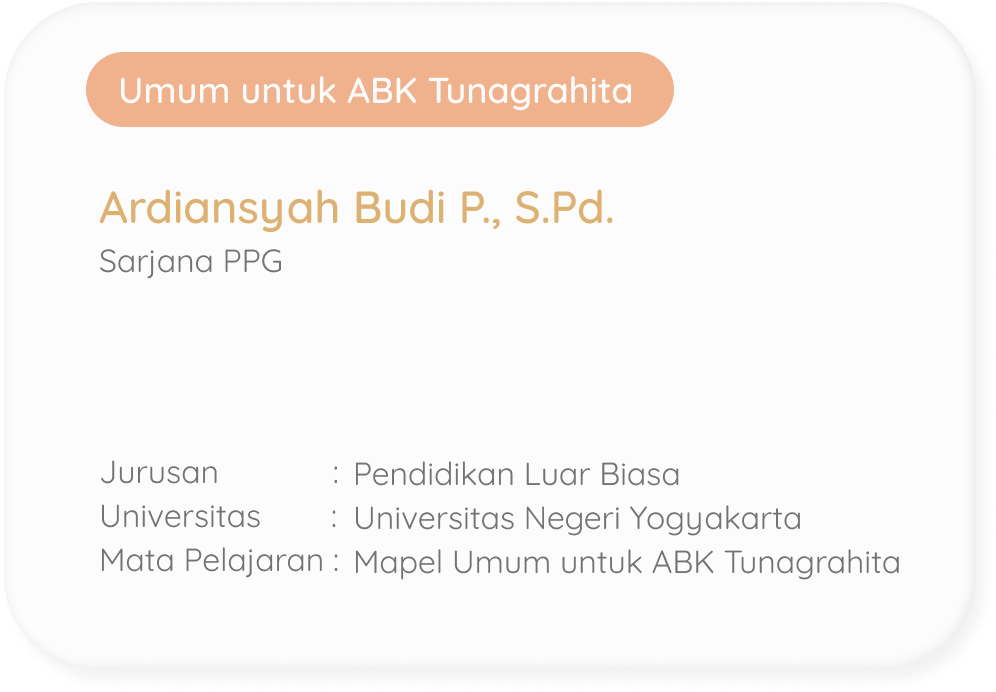 Umum untuk ABK Tunagrahita
Ardiansyah Budi P., S.Pd.
Sarjana PPG
Jurusan : Pendidikan Luar Biasa
Universitas : Universitas Negeri Yogyakarta
Mata Pelajaran : Mapel Umum untuk ABK Tunagrahita